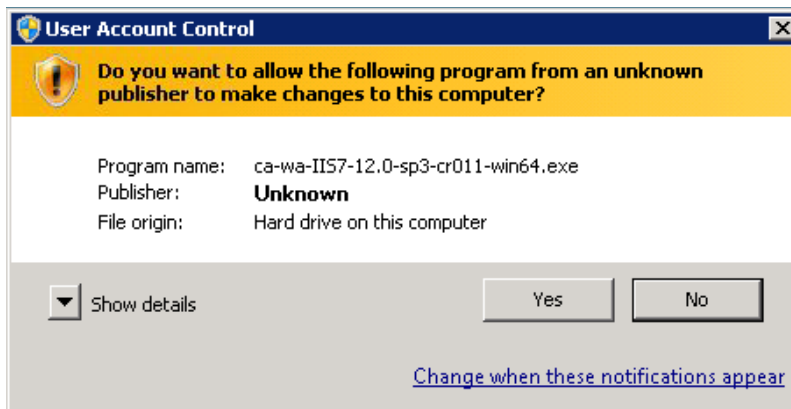 User Account Control
Do you want to allow the following program from an unknown
publisher to make changes to this computer?
Program name: ca-wa-IIS7-12.0-sp3-cr011-win64.exe
Publisher: Unknown
File origin: Hard drive on this computer
Show details
Yes
No
Change when these notifications appear